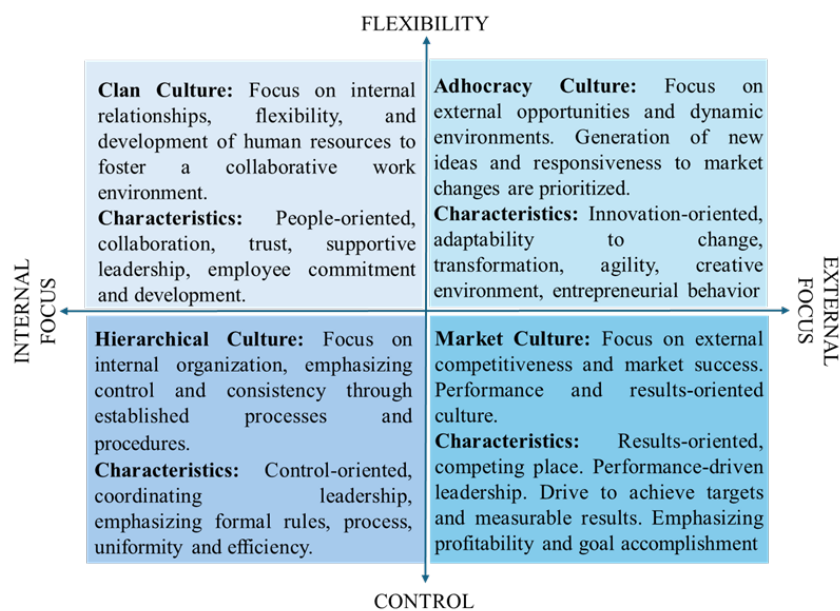 FLEXIBILITY
Clan Culture: Focus on internal
relationships, flexibility, and
development of human resources to
foster a collaborative work
environment.
Characteristics: People-oriented,
collaboration, trust, supportive
leadership, employee commitment
and development.
Adhocracy Culture: Focus on
external opportunities and dynamic
environments. Generation of new
ideas and responsiveness to market
changes are prioritized.
Characteristics: Innovation-oriented,
adaptability to change,
transformation, agility, creative
environment, entrepreneurial behavior
INTERNAL
FOCUS
EXTERNAL
FOCUS
Hierarchical Culture: Focus on
internal organization, emphasizing
control and consistency through
established processes and
procedures.
Characteristics: Control-oriented,
coordinating leadership,
emphasizing formal rules, process,
uniformity and efficiency.
Market Culture: Focus on external
competitiveness and market success.
Performance and results-oriented
culture.
Characteristics: Results-oriented,
competing place. Performance-driven
leadership. Drive to achieve targets
and measurable results. Emphasizing
profitability and goal accomplishment
CONTROL